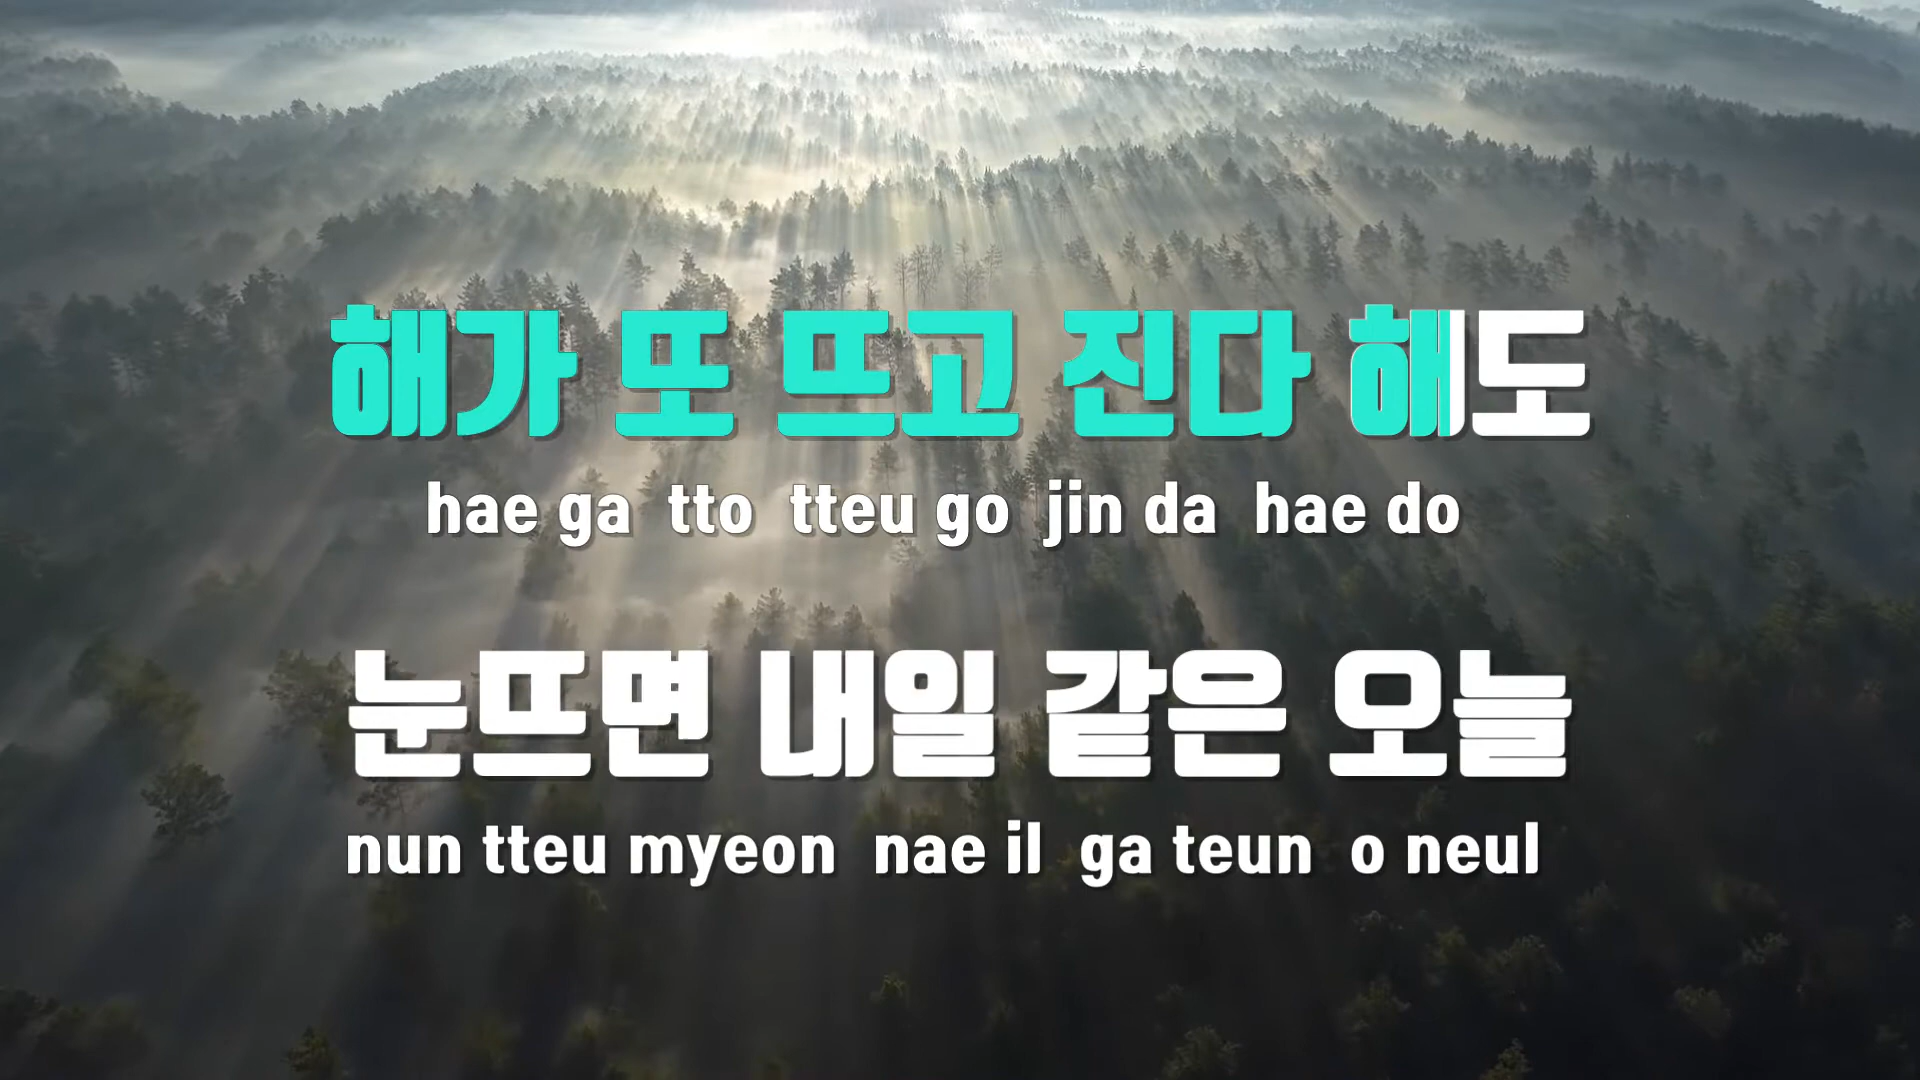 해가 또 뜨고 진다 해도
hae ga tto tteu go jin da hae do
눈뜨면 내일 같은 오늘
nun tteu myeon nae il ga teun o neul